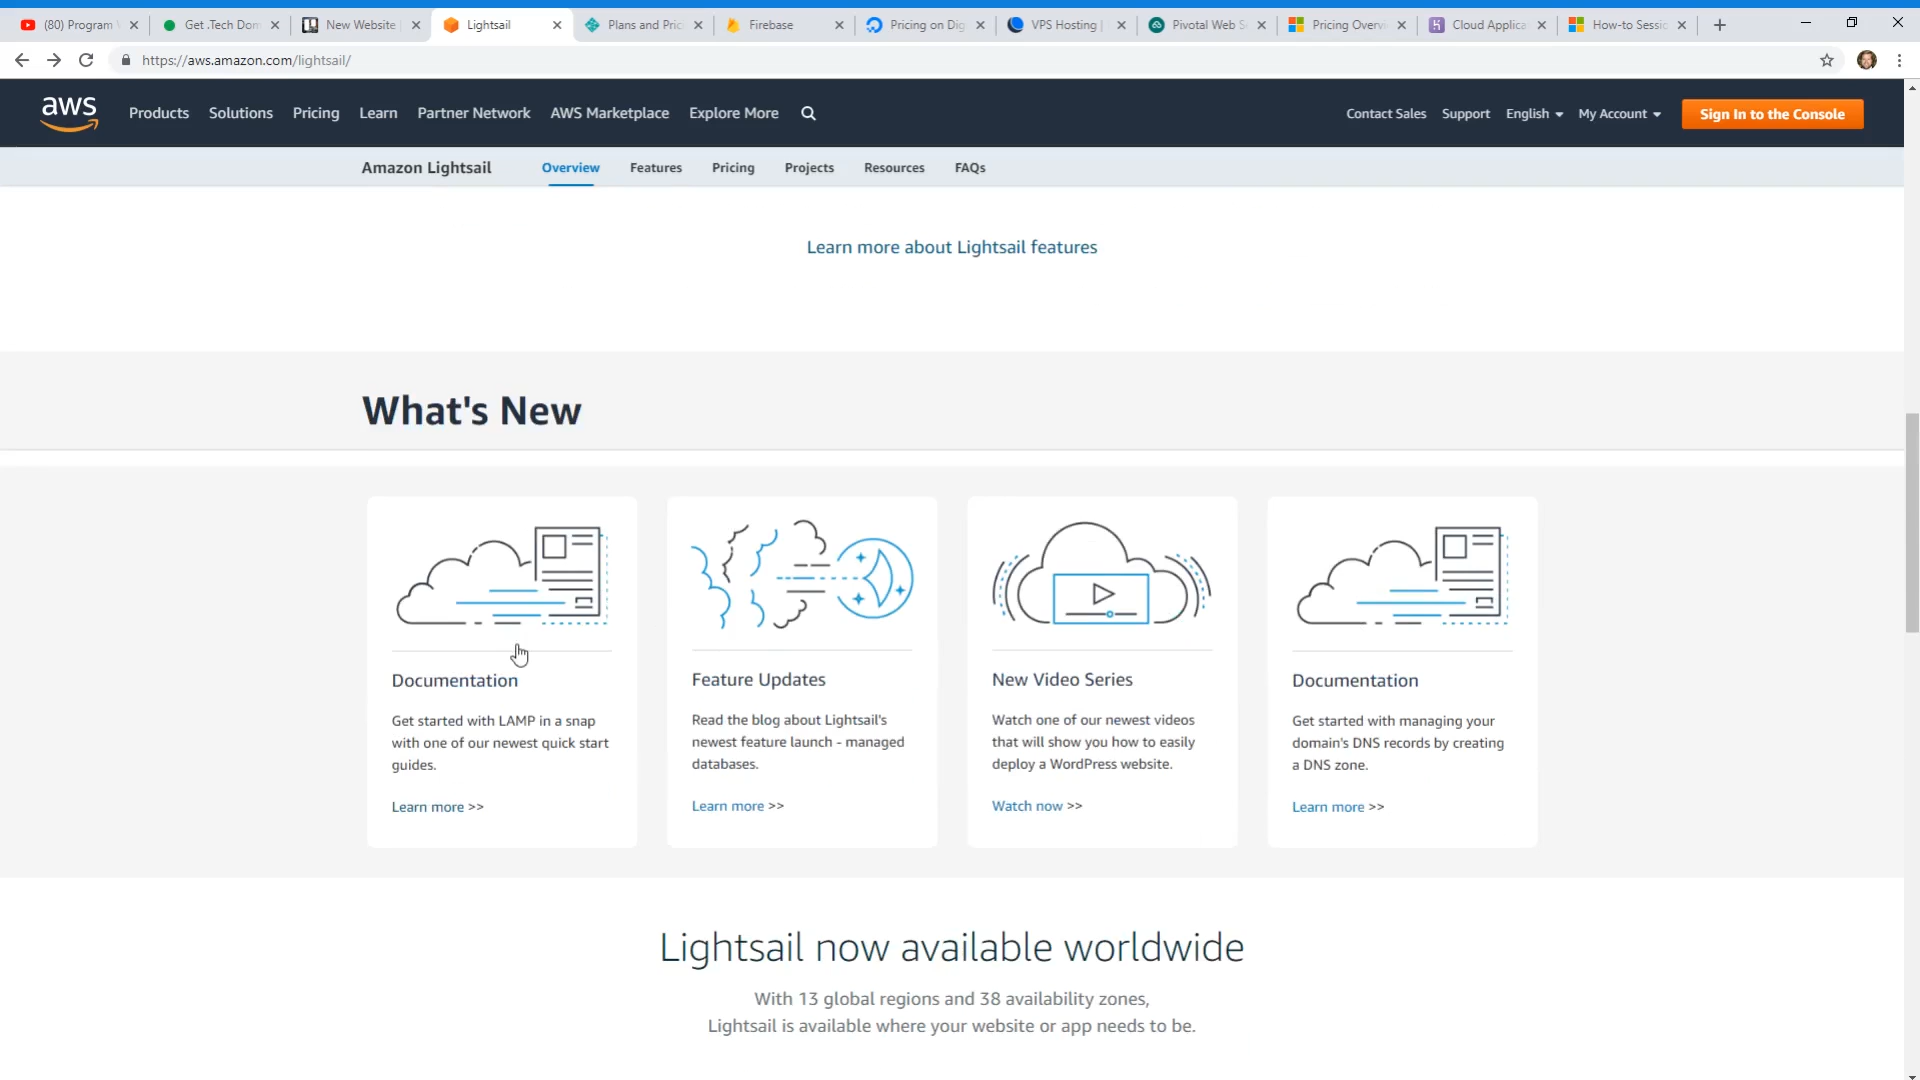 (80) Program
Get .Tech Dom
New Website
Lightsail
Plans and Pric
Firebase
Pricing on Dig
VPS Hosting |
Pivotal Web S
Pricing Overvi
Cloud Applica
How-to Sessio
https://aws.amazon.com/lightsail/
aws
Products
Solutions
Pricing
Learn
Partner Network
AWS Marketplace
Explore More
Contact Sales
Support
English
My Account
Sign In to the Console
Amazon Lightsail
Overview
Features
Pricing
Projects
Resources
FAQs
Learn more about Lightsail features
What's New
Documentation
Get started with LAMP in a snap
with one of our newest quick start
guides.
Learn more >>
Feature Updates
Read the blog about Lightsail's
newest feature launch - managed
databases.
Learn more >>
New Video Series
Watch one of our newest videos
that will show you how to easily
deploy a WordPress website.
Watch now >>
Documentation
Get started with managing your
domain's DNS records by creating
a DNS zone.
Learn more >>
Lightsail now available worldwide
With 13 global regions and 38 availability zones,
Lightsail is available where your website or app needs to be.